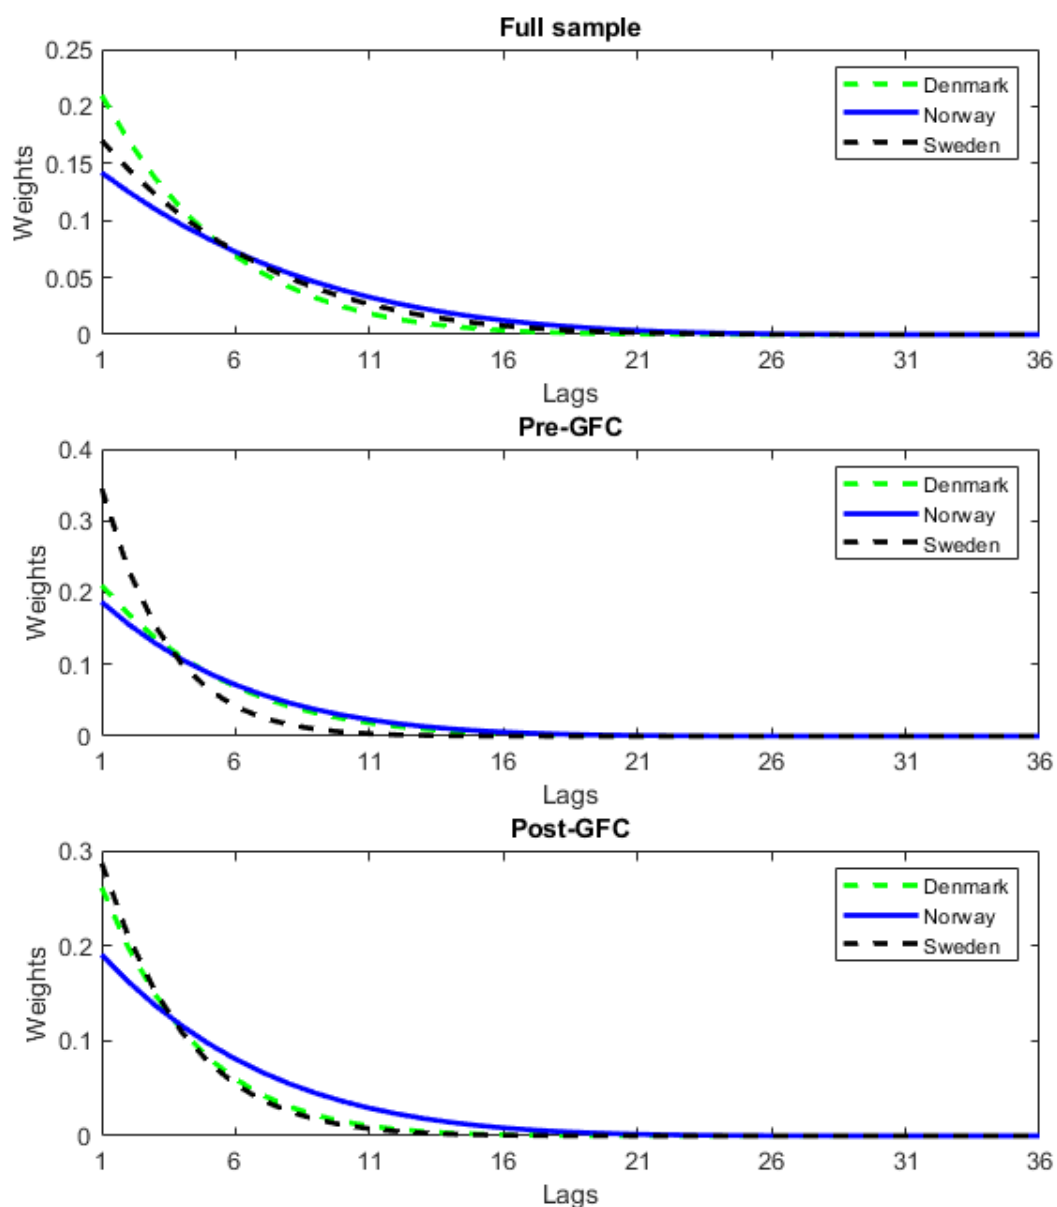 Full sample
0.25
0.2
0.15
0.1
0.05
0
Weights
Denmark
Norway
Sweden
1 6 11 16 21 26 31 36
Lags
Pre-GFC
0.4
0.3
0.2
0.1
0
Weights
Denmark
Norway
Sweden
1 6 11 16 21 26 31 36
Lags
Post-GFC
0.3
0.2
0.1
0
Weights
Denmark
Norway
Sweden
1 6 11 16 21 26 31 36
Lags